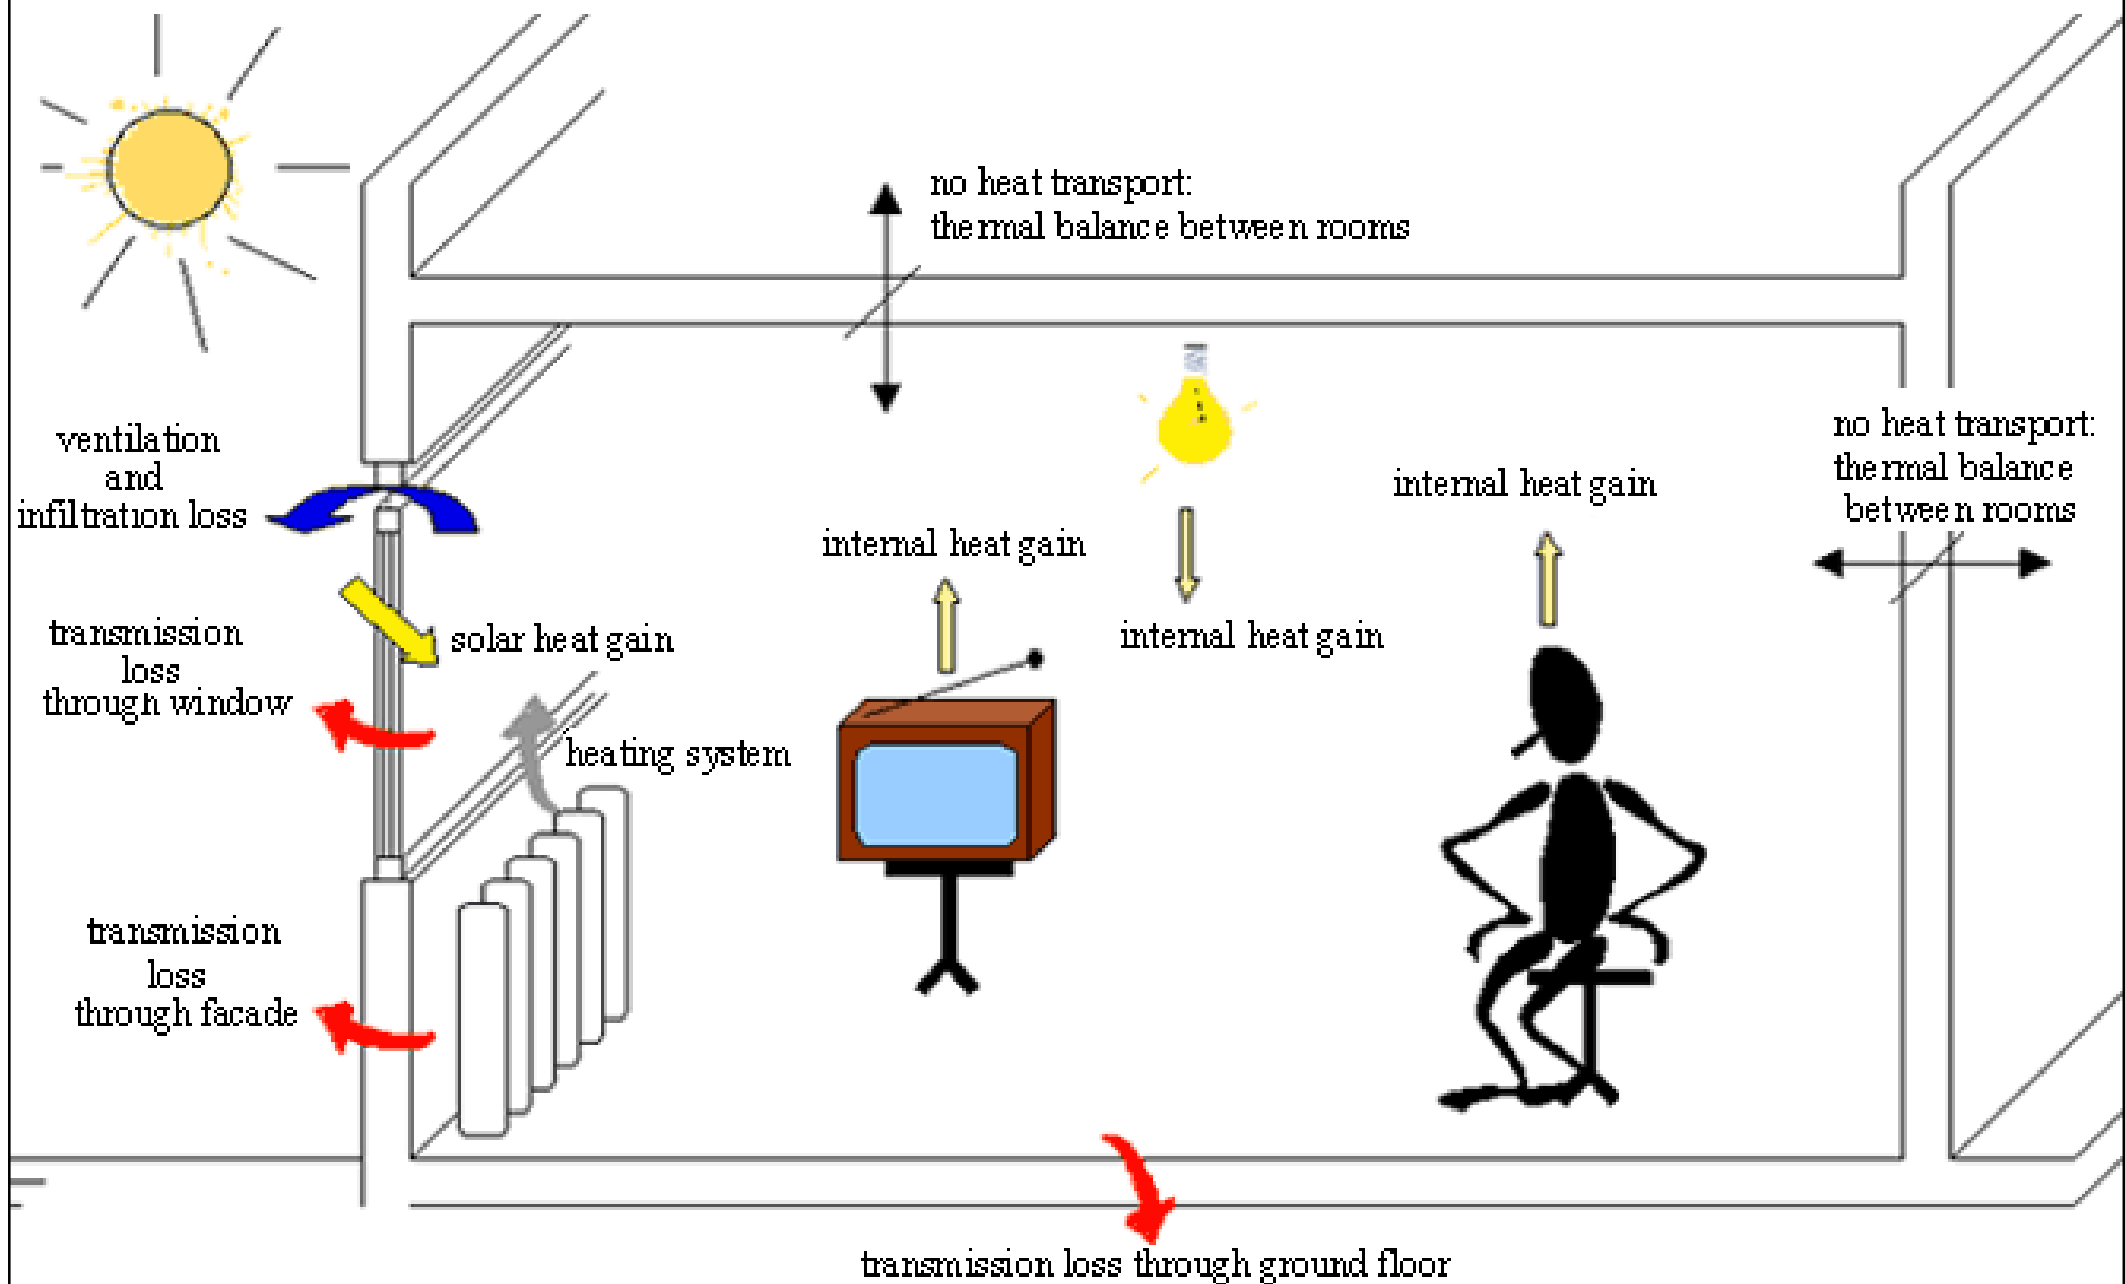 no heat transport:
thermal balance between rooms
no heat transport:
thermal balance
between rooms
ventilation
and
infiltration loss
internal heat gain
internal heat gain
internal heat gain
transmission
loss
through window
solar heat gain
heating system
transmission
loss
through facade
transmission loss through ground floor